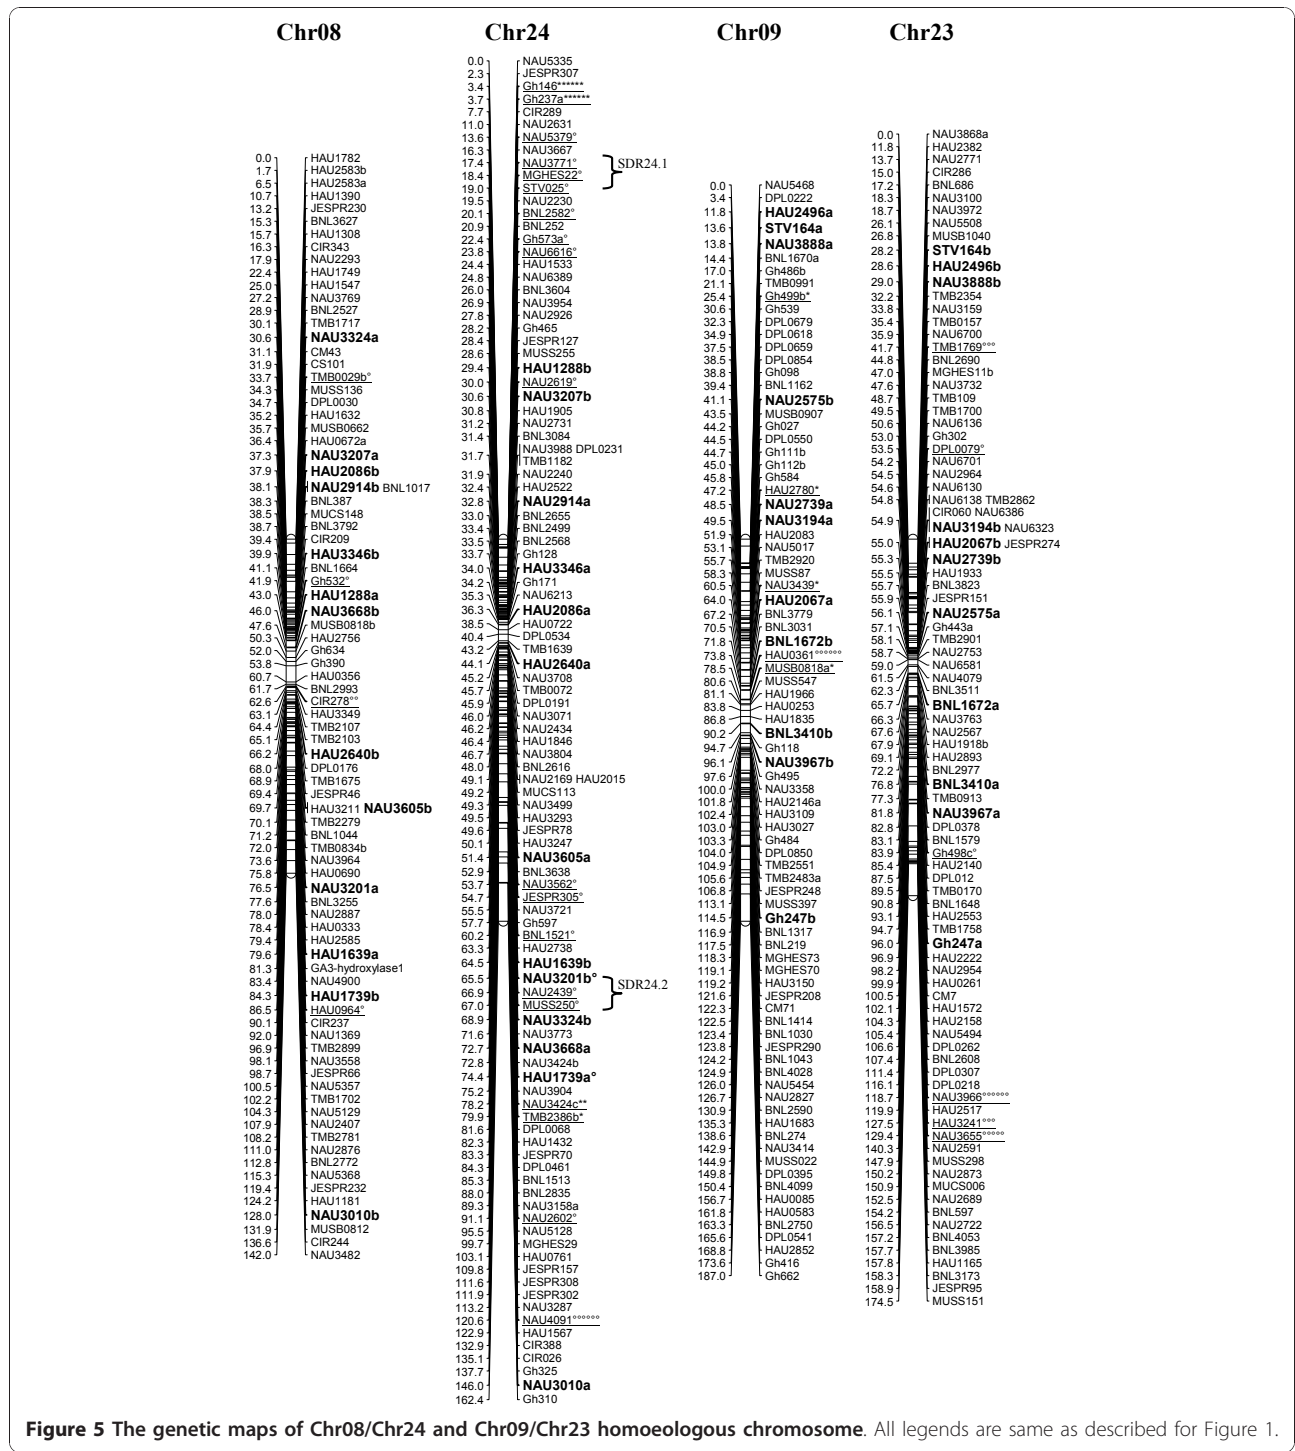 Chr08 Chr24 Chr09 Chr23
0.0 HAU1782
1.7 HAU2583b
6.5 HAU2583a
10.7 HAU1390
13.2 JESPR230
15.3 BNL3627
15.7 HAU1308
16.3 CIR343
17.9 NAU2293
22.4 HAU1749
25.0 HAU1547
27.2 NAU3769
28.9 BNL2527
30.1 TMB1717
30.6 NAU3324a
31.1 CM43
31.9 CS101
33.7 TMB0029b°
34.3 MUSS136
34.7 DPL0030
35.2 HAU1632
35.7 MUSB0662
36.4 HAU0672a
37.3 NAU3207a
37.9 HAU2086b
38.1 NAU2914b BNL1017
38.3 BNL387
38.5 MUCS148
38.7 BNL3792
39.4 CIR209
39.9 HAU3346b
41.1 BNL1664
41.9 Gh532°
43.0 HAU1288a
46.0 NAU3668b
47.6 MUSB0818b
50.3 HAU2756
52.0 Gh634
53.8 Gh390
60.7 HAU0356
61.7 BNL2993
62.6 CIR278°°
63.1 HAU3349
64.4 TMB2107
65.1 TMB2103
66.2 HAU2640b
68.0 DPL0176
68.9 TMB1675
69.4 JESPR46
69.7 HAU3211 NAU3605b
70.1 TMB2279
71.2 BNL1044
72.0 TMB0834b
73.6 NAU3964
75.8 HAU0690
76.5 NAU3201a
77.6 BNL3255
78.0 NAU2887
78.4 HAU0333
79.4 HAU2585
79.6 HAU1639a
81.3 GA3-hydroxylase1
83.4 NAU4900
84.3 HAU1739b
86.5 HAU0964°
90.1 CIR237
92.0 NAU1369
96.9 TMB2899
98.1 NAU3558
98.7 JESPR66
100.5 NAU5357
102.2 TMB1702
104.3 NAU5129
107.9 NAU2407
108.2 TMB2781
111.0 NAU2876
112.8 BNL2772
115.3 NAU5368
119.4 JESPR232
124.2 HAU1181
128.0 NAU3010b
131.9 MUSB0812
136.6 CIR244
142.0 NAU3482
0.0 NAU5335
2.3 JESPR307
3.4 Gh146******
3.7 Gh237a******
7.7 CIR289
11.0 NAU2631
13.6 NAU5379°
16.3 NAU3667
17.4 NAU3771°
SDR24.1
18.4 MGHES22°
19.0 STV025°
19.5 NAU2230
20.1 BNL2582°
20.9 BNL252
22.4 Gh573a°
23.8 NAU6616°
24.4 HAU1533
24.8 NAU6389
26.0 BNL3604
26.9 NAU3954
27.8 NAU2926
28.2 Gh465
28.4 JESPR127
28.6 MUSS255
29.4 HAU1288b
30.0 NAU2619°
30.6 NAU3207b
30.8 HAU1905
31.2 NAU2731
31.4 BNL3084
31.7 NAU3988 DPL0231
TMB1182
31.9 NAU2240
32.4 HAU2522
32.8 NAU2914a
33.0 BNL2655
33.4 BNL2499
33.5 BNL2568
33.7 Gh128
34.0 HAU3346a
34.2 Gh171
35.3 NAU6213
36.3 HAU2086a
38.5 HAU0722
40.4 DPL0534
43.2 TMB1639
44.1 HAU2640a
45.2 NAU3708
45.7 TMB0072
45.9 DPL0191
46.0 NAU3071
46.2 NAU2434
46.4 HAU1846
46.7 NAU3804
48.0 BNL2616
49.1 NAU2169 HAU2015
49.2 MUCS113
49.3 NAU3499
49.5 HAU3293
49.6 JESPR78
50.1 HAU3247
51.4 NAU3605a
52.9 BNL3638
53.7 NAU3562°
54.7 JESPR305°
55.5 NAU3721
57.7 Gh597
60.2 BNL1521°
63.3 HAU2738
64.5 HAU1639b
65.5 NAU3201b°
SDR24.2
66.9 NAU2439°
67.0 MUSS250°
68.9 NAU3324b
71.6 NAU3773
72.7 NAU3668a
72.8 NAU3424b
74.4 HAU1739a°
75.2 NAU3904
78.2 NAU3424c**
79.9 TMB2386b*
81.6 DPL0068
82.3 HAU1432
83.3 JESPR70
84.3 DPL0461
85.3 BNL1513
88.0 BNL2835
89.3 NAU3158a
91.1 NAU2602°
95.5 NAU5128
99.7 MGHES29
103.1 HAU0761
109.8 JESPR157
111.6 JESPR308
111.9 JESPR302
113.2 NAU3287
120.6 NAU4091°°°°°°
122.9 HAU1567
132.9 CIR388
135.1 CIR026
137.7 Gh325
146.0 NAU3010a
162.4 Gh310
0.0 NAU5468
3.4 DPL0222
11.8 HAU2496a
13.6 STV164a
13.8 NAU3888a
14.4 BNL1670a
17.0 Gh486b
21.1 TMB0991
25.4 Gh499b*
30.6 Gh539
32.3 DPL0679
34.9 DPL0618
37.5 DPL0659
38.5 DPL0854
38.8 Gh098
39.4 BNL1162
41.1 NAU2575b
43.5 MUSB0907
44.2 Gh027
44.5 DPL0550
44.7 Gh111b
45.0 Gh112b
45.8 Gh584
47.2 HAU2780*
48.5 NAU2739a
49.5 NAU3194a
51.9 HAU2083
53.1 NAU5017
55.7 TMB2920
58.3 MUSS87
60.5 NAU3439*
64.0 HAU2067a
67.2 BNL3779
70.5 BNL3031
71.8 BNL1672b
73.8 HAU0361°°°°°°
78.5 MUSB0818a*
80.6 MUSS547
81.1 HAU1966
83.8 HAU0253
86.8 HAU1835
90.2 BNL3410b
94.7 Gh118
96.1 NAU3967b
97.6 Gh495
100.0 NAU3358
101.8 HAU2146a
102.4 HAU3109
103.0 HAU3027
103.3 Gh484
104.0 DPL0850
104.9 TMB2551
105.6 TMB2483a
106.8 JESPR248
113.1 MUSS397
114.5 Gh247b
116.9 BNL1317
117.5 BNL219
118.3 MGHES73
119.1 MGHES70
119.2 HAU3150
121.6 JESPR208
122.3 CM71
122.5 BNL1414
123.4 BNL1030
123.8 JESPR290
124.2 BNL1043
124.9 BNL4028
126.0 NAU5454
126.7 NAU2827
130.9 BNL2590
135.3 HAU1683
138.6 BNL274
142.9 NAU3414
144.9 MUSS022
149.8 DPL0395
150.4 BNL4099
156.7 HAU0085
161.8 HAU0583
163.3 BNL2750
165.6 DPL0541
168.8 HAU2852
173.6 Gh416
187.0 Gh662
0.0 NAU3868a
11.8 HAU2382
13.7 NAU2771
15.0 CIR286
17.2 BNL686
18.3 NAU3100
18.7 NAU3972
26.1 NAU5508
26.8 MUSB1040
28.2 STV164b
28.6 HAU2496b
29.0 NAU3888b
32.2 TMB2354
33.8 NAU3159
35.4 TMB0157
35.9 NAU6700
41.7 TMB1769°°°
44.8 BNL2690
47.0 MGHES11b
47.6 NAU3732
48.7 TMB109
49.5 TMB1700
50.6 NAU6136
53.0 Gh302
53.5 DPL0079°
54.2 NAU6701
54.5 NAU2964
54.6 NAU6130
54.8 NAU6138 TMB2862
CIR060 NAU6386
54.9 NAU3194b NAU6323
55.0 HAU2067b JESPR274
55.3 NAU2739b
55.5 HAU1933
55.7 BNL3823
55.9 JESPR151
56.1 NAU2575a
57.1 Gh443a
58.1 TMB2901
58.7 NAU2753
59.0 NAU6581
61.5 NAU4079
62.3 BNL3511
65.7 BNL1672a
66.3 NAU3763
67.6 NAU2567
67.9 HAU1918b
69.1 HAU2893
72.2 BNL2977
76.8 BNL3410a
77.3 TMB0913
81.8 NAU3967a
82.8 DPL0378
83.1 BNL1579
83.9 Gh498c°
85.4 HAU2140
87.5 DPL012
89.5 TMB0170
90.8 BNL1648
93.1 HAU2553
94.7 TMB1758
96.0 Gh247a
96.9 HAU2222
98.2 NAU2954
99.9 HAU0261
100.5 CM7
102.1 HAU1572
104.3 HAU2158
105.4 NAU5494
106.6 DPL0262
107.4 BNL2608
111.4 DPL0307
116.1 DPL0218
118.7 NAU3966°°°°°°
119.9 HAU2517
127.5 HAU3241°°°
129.4 NAU3655°°°°°
140.3 NAU2591
147.9 MUSS298
150.2 NAU2873
150.9 MUCS006
152.5 NAU2689
154.2 BNL597
156.5 NAU2722
157.2 BNL4053
157.7 BNL3985
157.8 HAU1165
158.3 BNL3173
158.9 JESPR95
174.5 MUSS151
Figure 5 The genetic maps of Chr08/Chr24 and Chr09/Chr23 homoeologous chromosome. All legends are same as described for Figure 1.